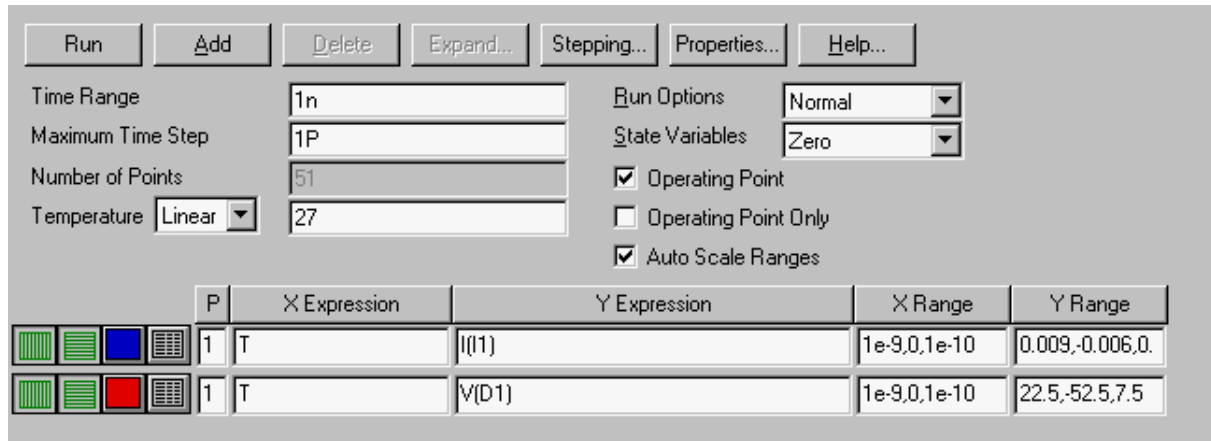 Run Add Delete Expand... Stepping... Properties... Help...
Time Range 1n Run Options Normal
Maximum Time Step 1P State Variables Zero
Number of Points 51 Operating Point
Temperature Linear 27 Operating Point Only
Auto Scale Ranges
P X Expression Y Expression X Range Y Range
1 T I(I1) 1e-9,0,1e-10 0.009,-0.006,0.
1 T V(D1) 1e-9,0,1e-10 22.5,-52.5,7.5